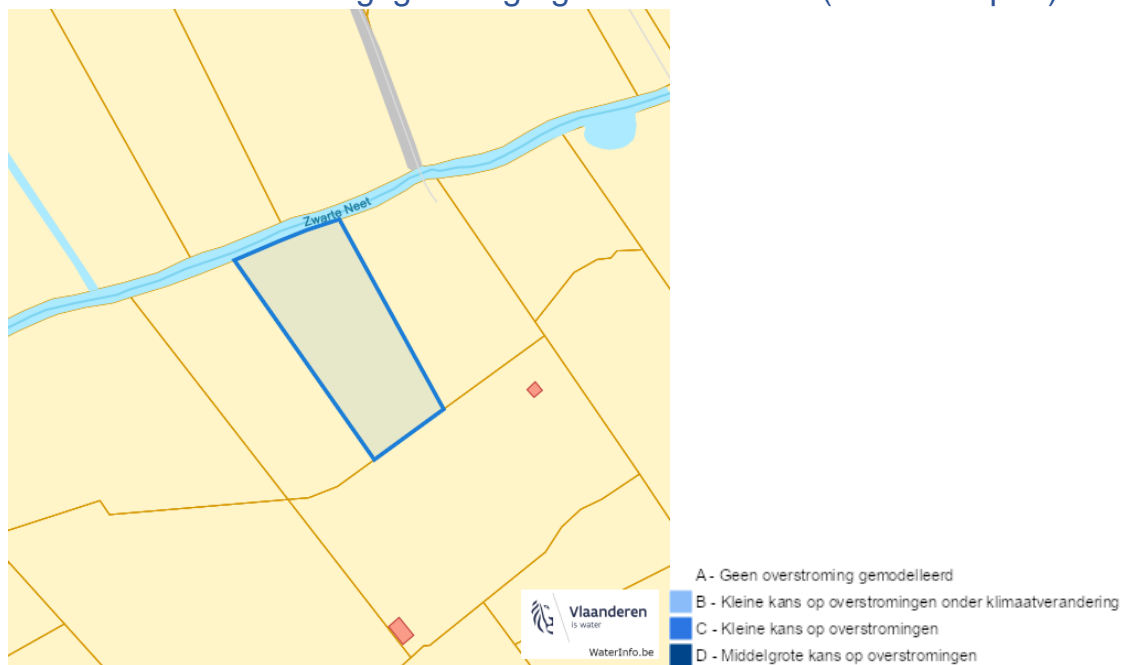 Zwarte Neet
Vlaanderen
is water
WaterInfo.be
A - Geen overstroming gemodelleerd
B - Kleine kans op overstromingen onder klimaatverandering
C - Kleine kans op overstromingen
D - Middelgrote kans op overstromingen